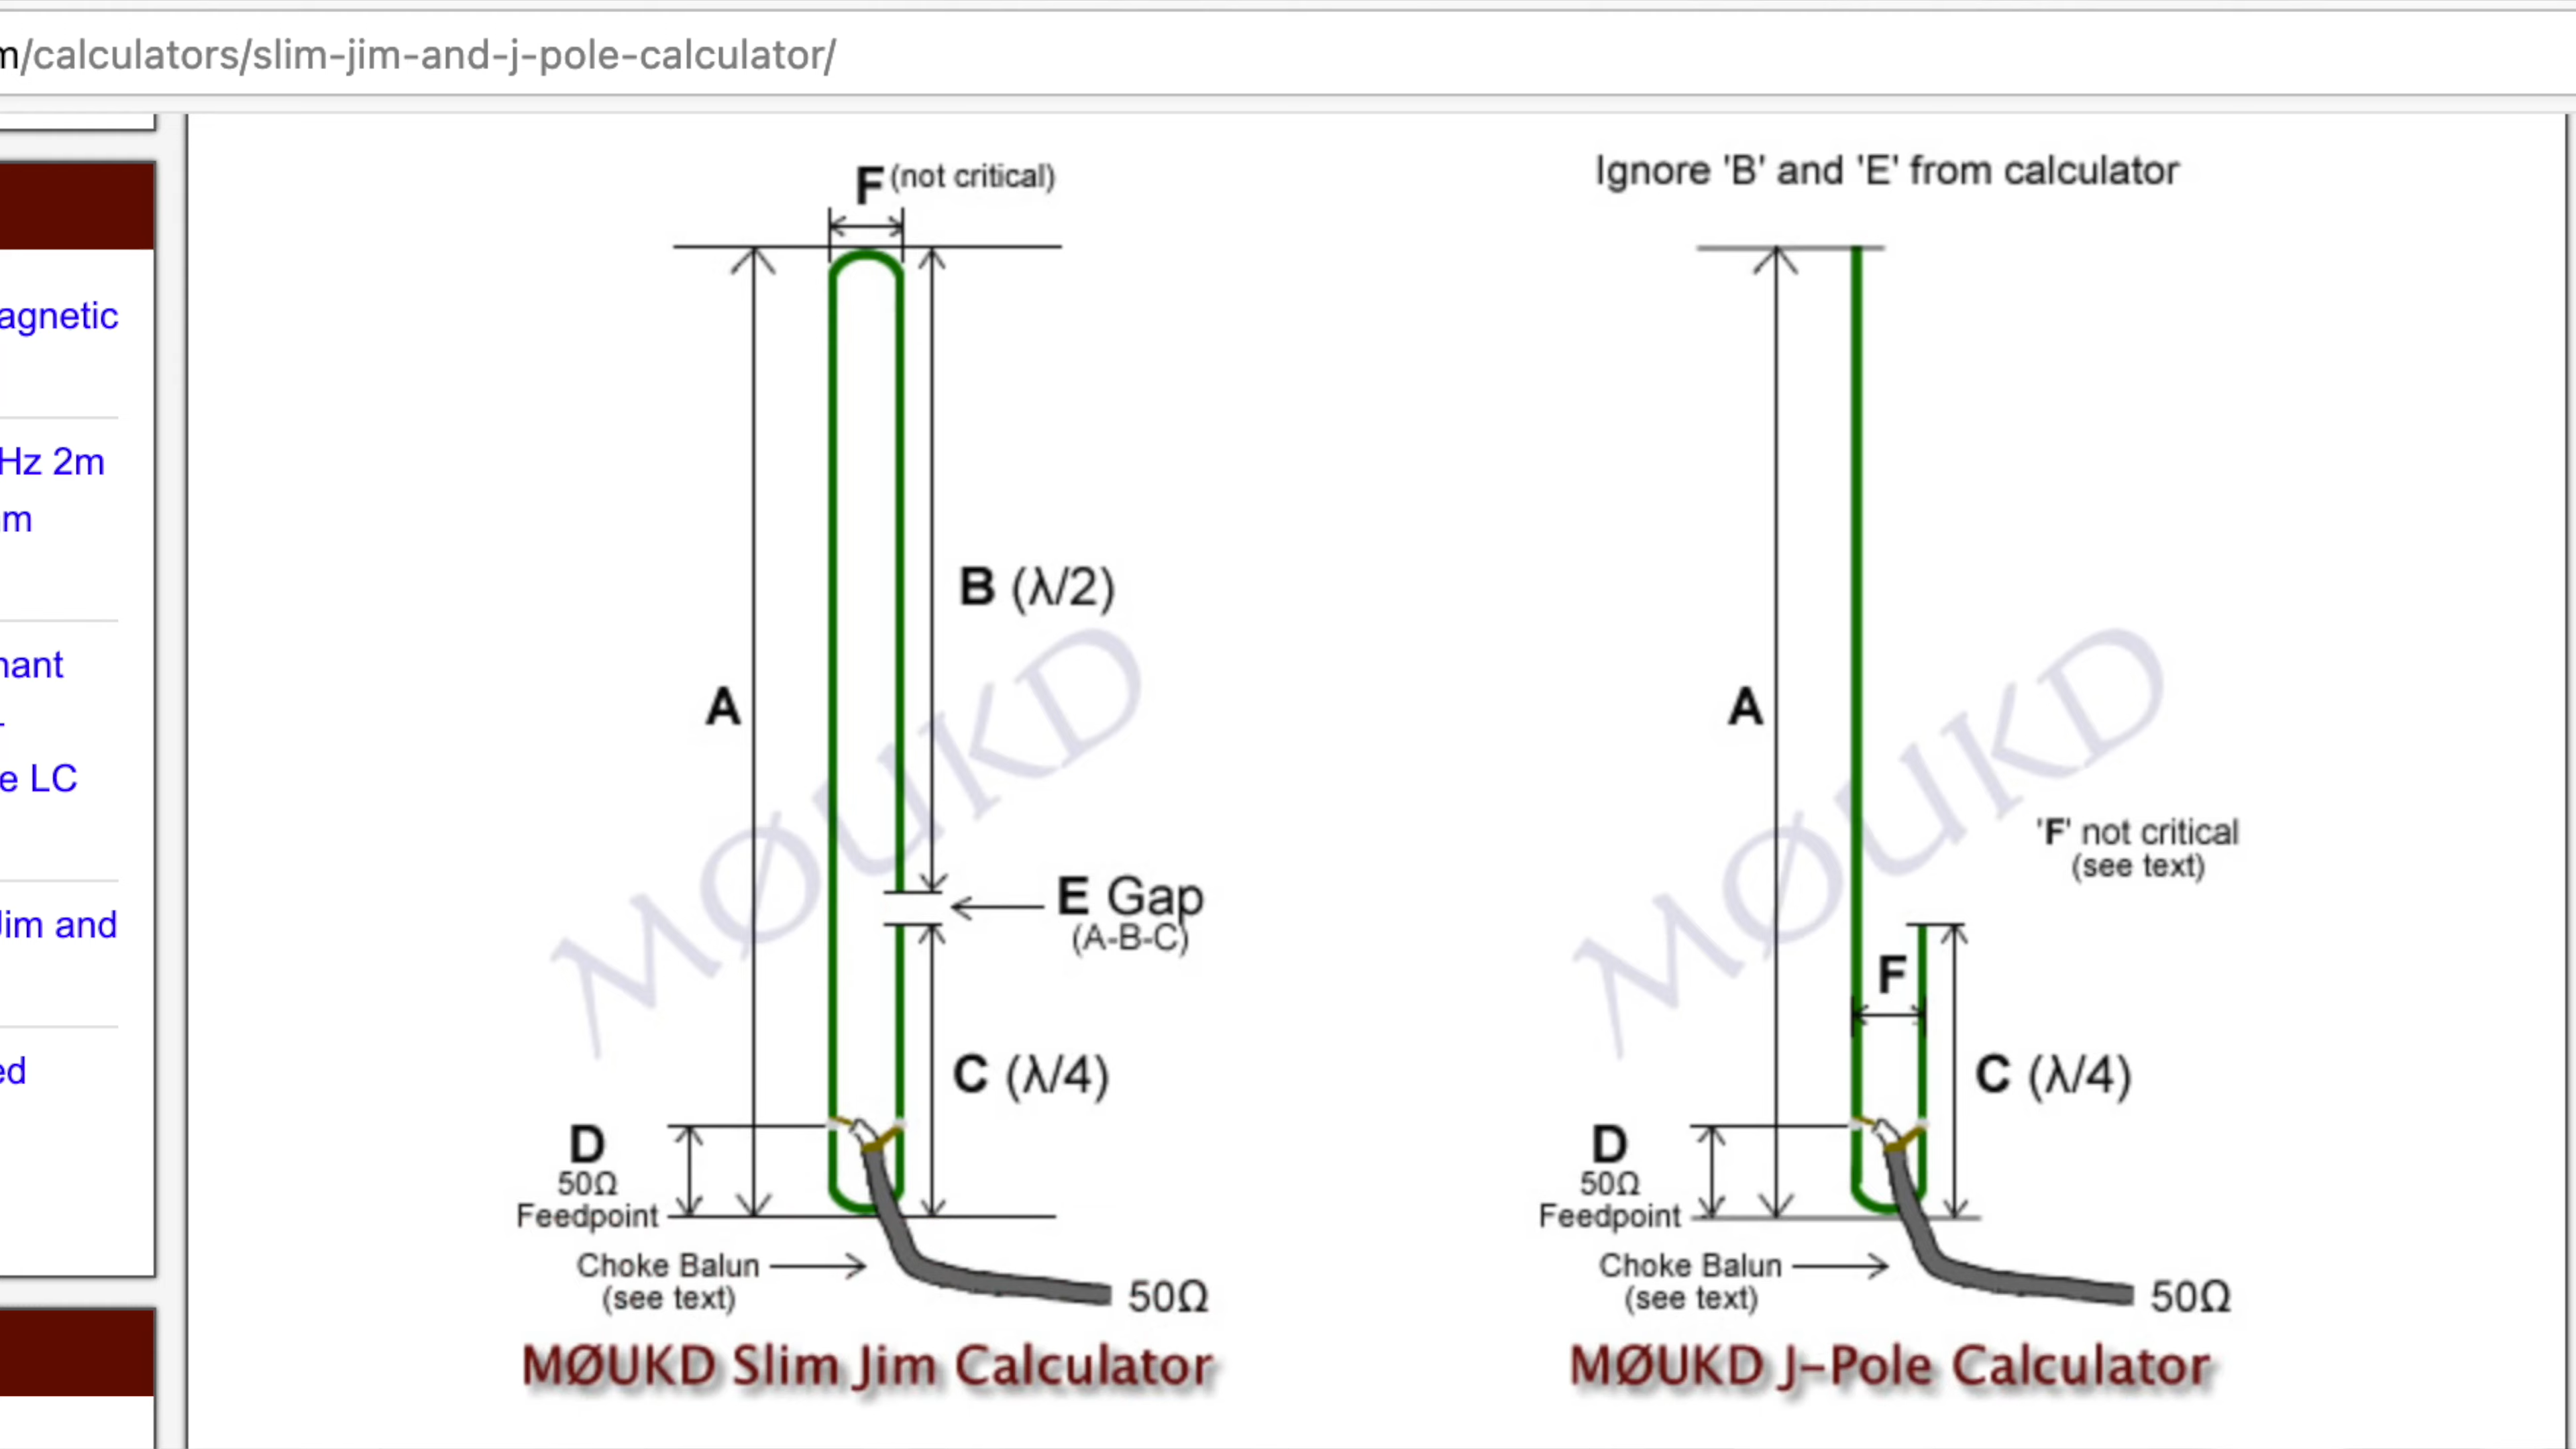 m/calculators/slim-jim-and-j-pole-calculator/
agnetic
Hz 2m
m
nant
e LC
Jim and
ed
F (not critical)
A
B (λ/2)
E Gap
(A-B-C)
C (λ/4)
D
50Ω
Feedpoint
Choke Balun
(see text)
50Ω
MØUKD
MØUKD Slim Jim Calculator
Ignore 'B' and 'E' from calculator
A
'F' not critical
(see text)
F
C (λ/4)
D
50Ω
Feedpoint
Choke Balun
(see text)
50Ω
MØUKD
MØUKD J-Pole Calculator